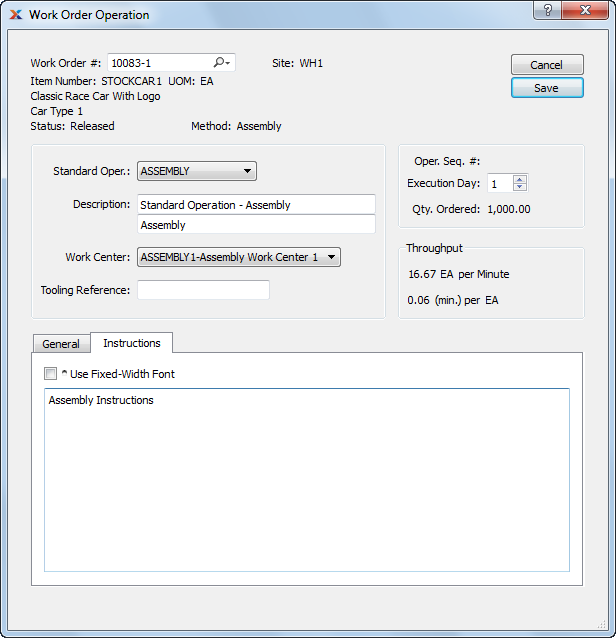 Work Order Operation
Work Order #: 10083-1 Site: WH1
Cancel
Item Number: STOCKCAR1 UOM: EA
Save
Classic Race Car With Logo
Car Type 1
Status: Released Method: Assembly
Standard Oper.: ASSEMBLY
Description: Standard Operation - Assembly
Assembly
Work Center: ASSEMBLY1-Assembly Work Center 1
Tooling Reference:
Oper. Seq. #:
Execution Day: 1
Qty. Ordered: 1,000.00
Throughput
16.67 EA per Minute
0.06 (min.) per EA
General Instructions
* Use Fixed-Width Font
Assembly Instructions